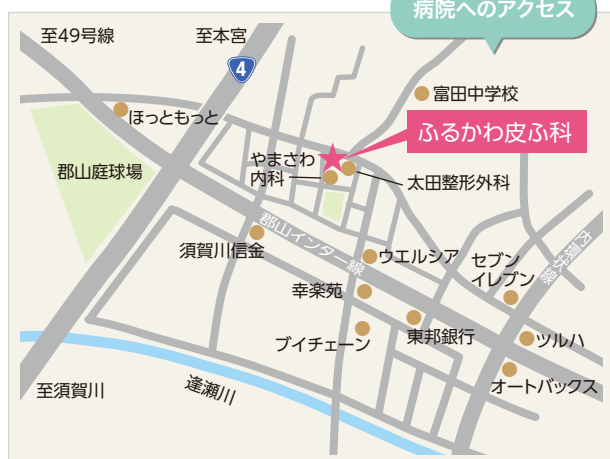 病院へのアクセス
至49号線
至本宮
4
富田中学校
ほっともっと
ふるかわ皮ふ科
やまさわ
内科
太田整形外科
郡山庭球場
郡山インター線
須賀川信金
ウエルシア
セブン
イレブン
内環状線
幸楽苑
ブイチェーン
東邦銀行
ツルハ
オートバックス
至須賀川
逢瀬川